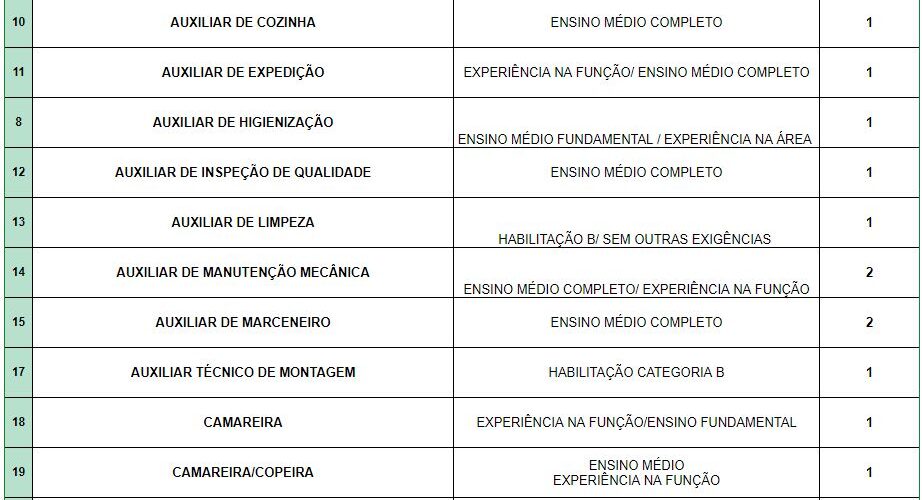 10 AUXILIAR DE COZINHA ENSINO MÉDIO COMPLETO 1
11 AUXILIAR DE EXPEDIÇÃO EXPERIÊNCIA NA FUNÇÃO/ ENSINO MÉDIO COMPLETO 1
8 AUXILIAR DE HIGIENIZAÇÃO ENSINO MÉDIO FUNDAMENTAL / EXPERIÊNCIA NA ÁREA 1
12 AUXILIAR DE INSPEÇÃO DE QUALIDADE ENSINO MÉDIO COMPLETO 1
13 AUXILIAR DE LIMPEZA HABILITAÇÃO B/ SEM OUTRAS EXIGÊNCIAS 1
14 AUXILIAR DE MANUTENÇÃO MECÂNICA ENSINO MÉDIO COMPLETO/ EXPERIÊNCIA NA FUNÇÃO 2
15 AUXILIAR DE MARCENEIRO ENSINO MÉDIO COMPLETO 2
17 AUXILIAR TÉCNICO DE MONTAGEM HABILITAÇÃO CATEGORIA B 1
18 CAMAREIRA EXPERIÊNCIA NA FUNÇÃO/ENSINO FUNDAMENTAL 1
19 CAMAREIRA/COPEIRA ENSINO MÉDIO
EXPERIÊNCIA NA FUNÇÃO 1